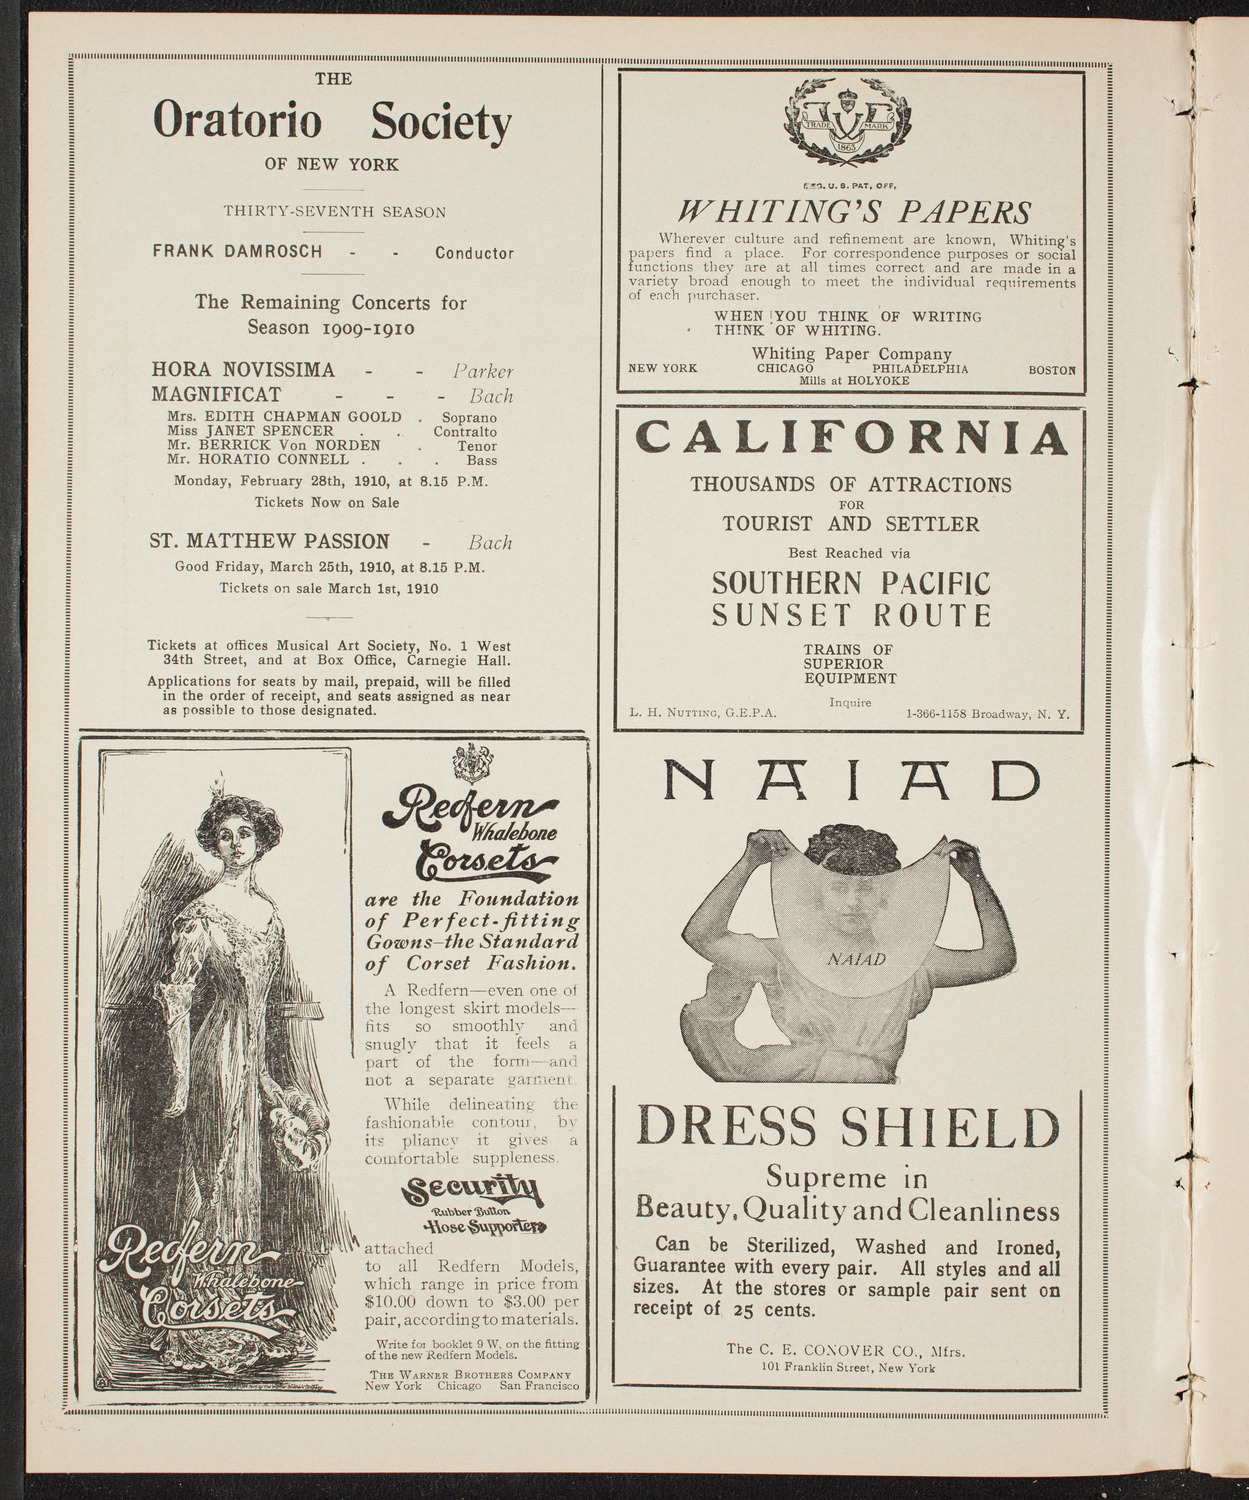 THE
Oratorio Society
OF NEW YORK
THIRTY-SEVENTH SEASON
FRANK DAMROSCH - - Conductor
The Remaining Concerts for
Season 1909-1910
HORA NOVISSIMA - - Parker
MAGNIFICAT - - - Bach
Mrs. EDITH CHAPMAN GOOLD . Soprano
Miss JANET SPENCER . . Contralto
Mr. BERRICK Von NORDEN . Tenor
Mr. HORATIO CONNELL . . . Bass
Monday, February 28th, 1910, at 8.15 P.M.
Tickets Now on Sale
ST. MATTHEW PASSION - Bach
Good Friday, March 25th, 1910, at 8.15 P.M.
Tickets on sale March 1st, 1910
Tickets at offices Musical Art Society, No. 1 West
34th Street, and at Box Office, Carnegie Hall.
Applications for seats by mail, prepaid, will be filled
in the order of receipt, and seats assigned as near
as possible to those designated.
Redfern
Whalebone
Corsets
are the Foundation
of Perfect-fitting
Gowns—the Standard
of Corset Fashion.
A Redfern—even one of
the longest skirt models—
fits so smoothly and
snugly that it feels a
part of the form—and
not a separate garment.
While delineating the
fashionable contour, by
its pliancy it gives a
comfortable suppleness.
Security
Rubber Button
Hose Supporters
attached
to all Redfern Models,
which range in price from
$10.00 down to $3.00 per
pair, according to materials.
Write for booklet 9 W. on the fitting
of the new Redfern Models.
THE WARNER BROTHERS COMPANY
New York Chicago San Francisco
Redfern
Whalebone
Corsets
TRADE MARK
1865
REG. U. S. PAT. OFF.
WHITING'S PAPERS
Wherever culture and refinement are known, Whiting's
papers find a place. For correspondence purposes or social
functions they are at all times correct and are made in a
variety broad enough to meet the individual requirements
of each purchaser.
WHEN YOU THINK OF WRITING
THINK OF WHITING.
Whiting Paper Company
NEW YORK CHICAGO PHILADELPHIA BOSTON
Mills at HOLYOKE
CALIFORNIA
THOUSANDS OF ATTRACTIONS
FOR
TOURIST AND SETTLER
Best Reached via
SOUTHERN PACIFIC
SUNSET ROUTE
TRAINS OF
SUPERIOR
EQUIPMENT
Inquire
L. H. NUTTING, G.E.P.A. 1-366-1158 Broadway, N. Y.
NAIAD
NAIAD
DRESS SHIELD
Supreme in
Beauty, Quality and Cleanliness
Can be Sterilized, Washed and Ironed,
Guarantee with every pair. All styles and all
sizes. At the stores or sample pair sent on
receipt of 25 cents.
The C. E. CONOVER CO., Mfrs.
101 Franklin Street, New York